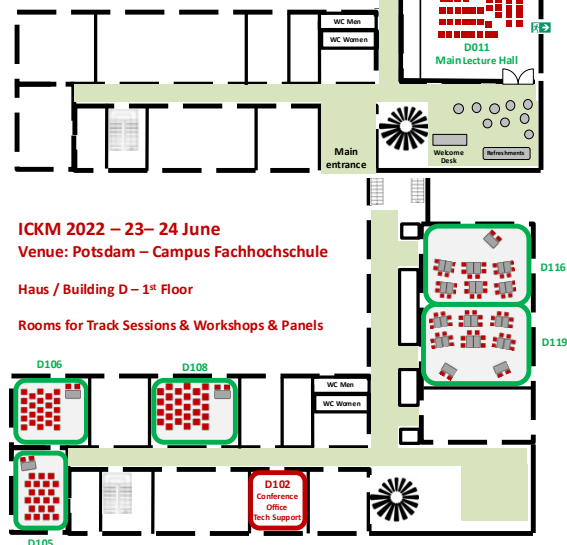 WC Men
WC Women
D011
Main Lecture Hall
Main
entrance
Welcome
Desk
Refreshments
ICKM 2022 – 23– 24 June
Venue: Potsdam – Campus Fachhochschule
Haus / Building D – 1st Floor
Rooms for Track Sessions & Workshops & Panels
D116
D119
D106
D108
WC Men
WC Women
D102
Conference
Office
Tech Support
D105